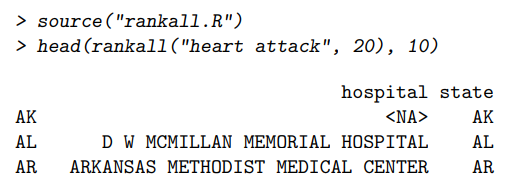 > source("rankall.R")
> head(rankall("heart attack", 20), 10)
hospital state
AK <NA> AK
AL D W MCMILLAN MEMORIAL HOSPITAL AL
AR ARKANSAS METHODIST MEDICAL CENTER AR